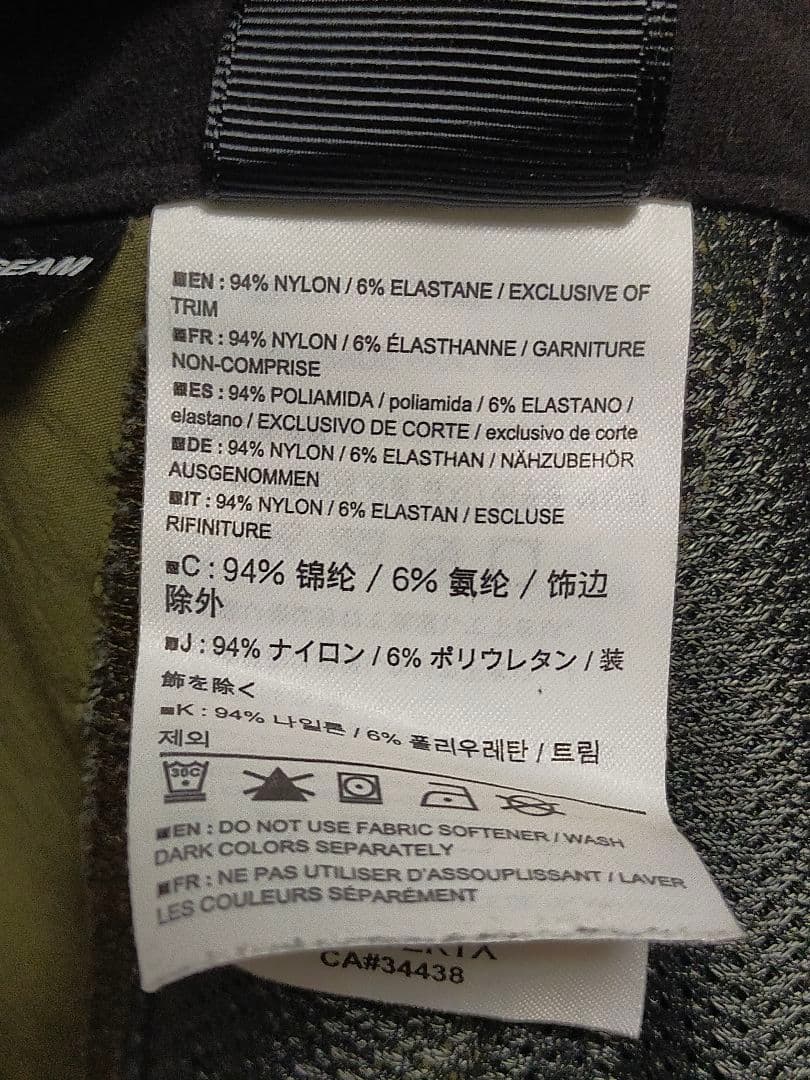 SEAM
EN : 94% NYLON / 6% ELASTANE / EXCLUSIVE OF
TRIM
FR : 94% NYLON / 6% ÉLASTHANNE / GARNITURE
NON-COMPRISE
ES : 94% POLIAMIDA / poliamida / 6% ELASTANO /
elastano / EXCLUSIVO DE CORTE / exclusivo de corte
DE : 94% NYLON / 6% ELASTHAN / NÄHZUBEHÖR
AUSGENOMMEN
IT : 94% NYLON / 6% ELASTAN / ESCLUSE
RIFINITURE
C : 94% 锦纶 / 6% 氨纶 / 饰边
除外
J : 94% ナイロン / 6% ポリウレタン / 装
飾を除く
K : 94% 나일론 / 6% 폴리우레탄 / 트림
제외
30C
EN : DO NOT USE FABRIC SOFTENER / WASH
DARK COLORS SEPARATELY
FR : NE PAS UTILISER D'ASSOUPLISSANT / LAVER
LES COULEURS SÉPARÉMENT
CA#34438